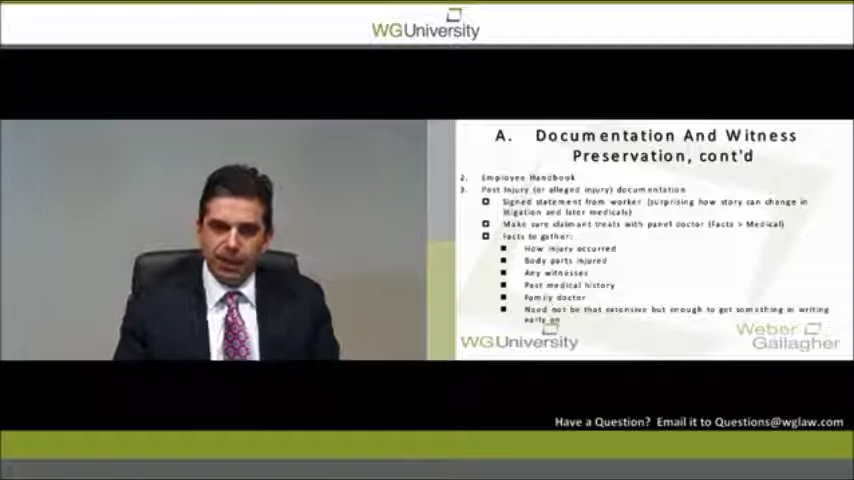 WGUniversity
A. Documentation And Witness
Preservation, cont'd
2. Employee Handbook
3. Post Injury (or alleged injury) documentation
Signed statement from worker (surprising how story can change in
litigation and later medicals)
Make sure claimant treats with panel doctor (Facts > Medical)
Facts to gather:
How injury occurred
Body parts injured
Any witnesses
Past medical history
Family doctor
Need not be that extensive but enough to get something in writing
early on
WGUniversity
Weber
Gallagher
Have a Question? Email it to Questions@wglaw.com